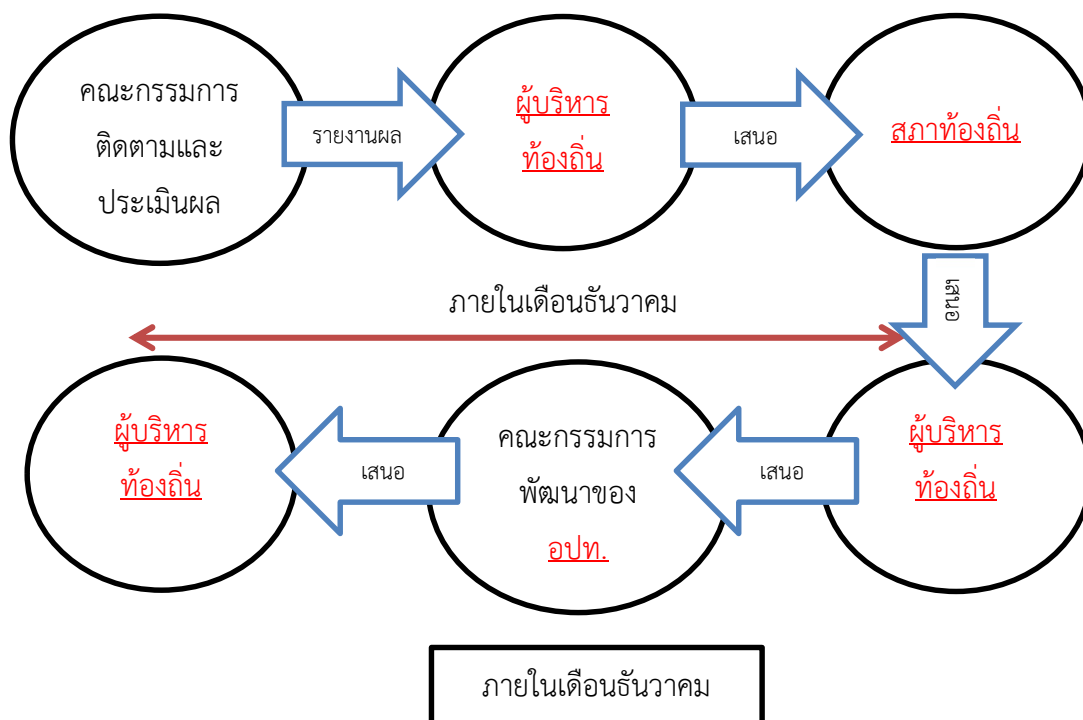 คณะกรรมการ
ติดตามและ
ประเมินผล
รายงานผล
ผู้บริหาร
ท้องถิ่น
เสนอ
สภาท้องถิ่น
เสนอ
ภายในเดือนธันวาคม
ผู้บริหาร
ท้องถิ่น
เสนอ
คณะกรรมการ
พัฒนาของ
อปท.
เสนอ
ผู้บริหาร
ท้องถิ่น
ภายในเดือนธันวาคม